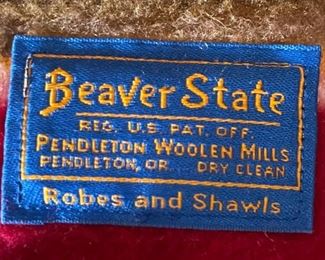 Beaver State
REG. U.S. PAT. OFF.
PENDLETON WOOLEN MILLS
PENDLETON, OR. DRY CLEAN
Robes and Shawls